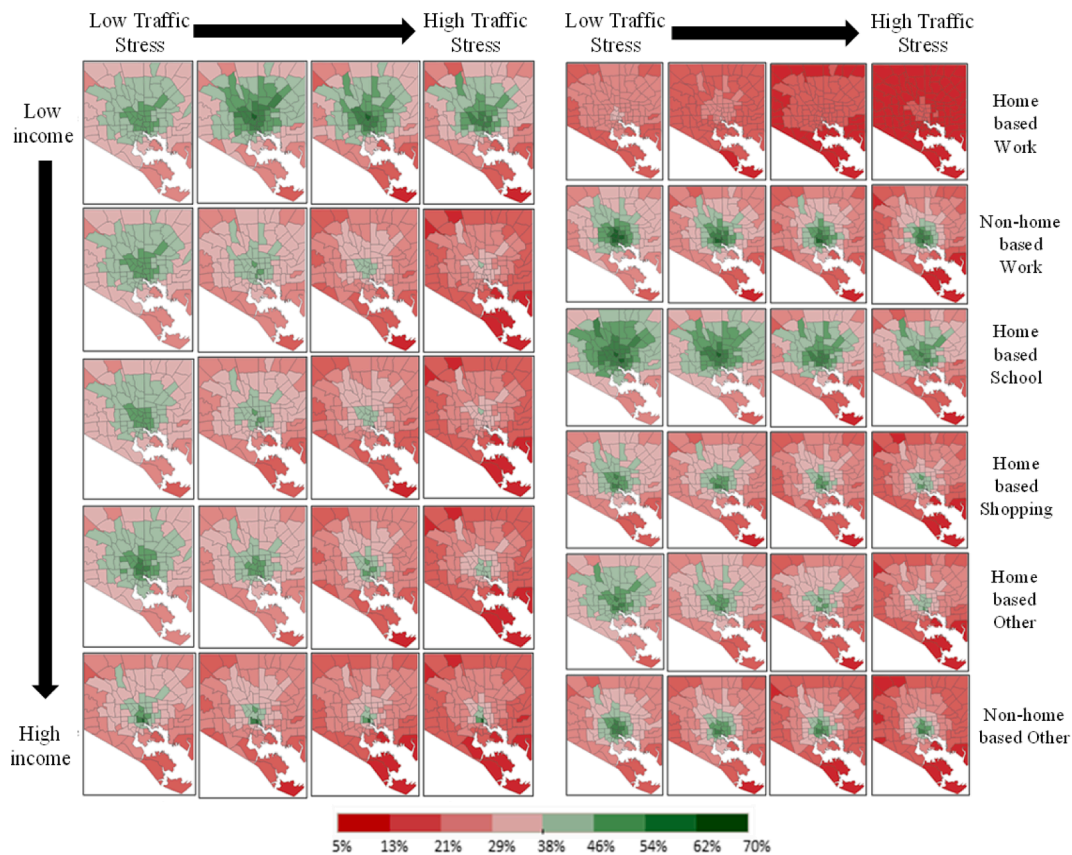 Low Traffic
Stress
High Traffic
Stress
Low Traffic
Stress
High Traffic
Stress
Low
income
High
income
Home
based
Work
Non-home
based
Work
Home
based
School
Home
based
Shopping
Home
based
Other
Non-home
based Other
5% 13% 21% 29% 38% 46% 54% 62% 70%